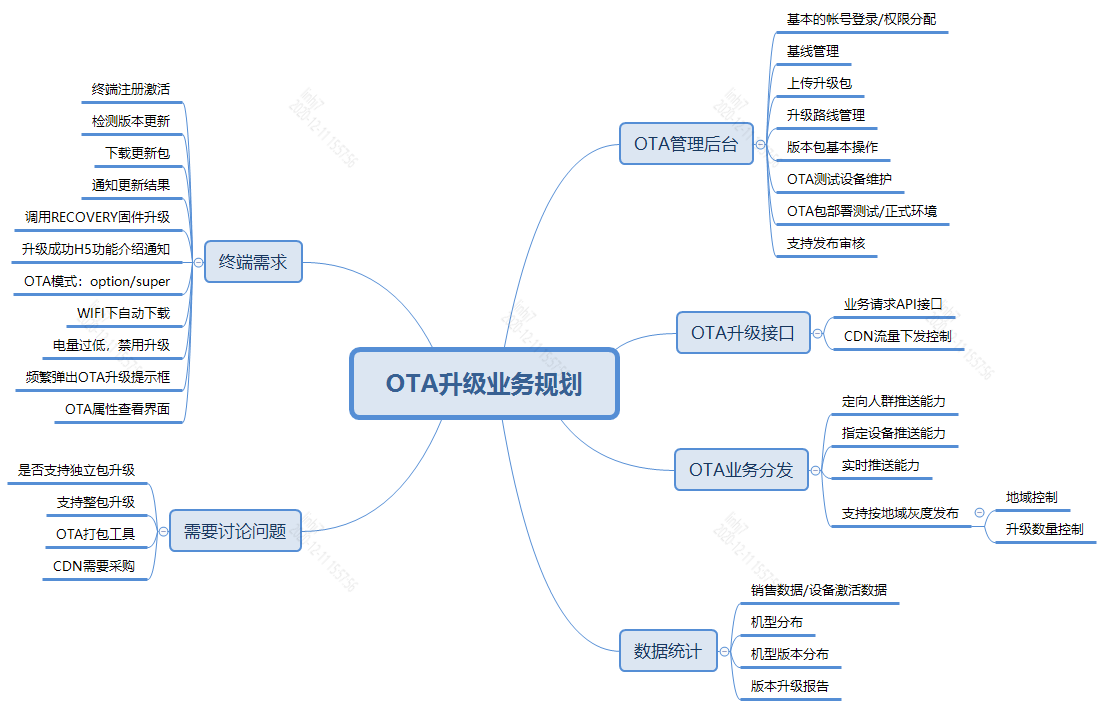 OTA升级业务规划
OTA管理后台
基本的帐号登录/权限分配
基线管理
上传升级包
升级路线管理
版本包基本操作
OTA测试设备维护
OTA包部署测试/正式环境
支持发布审核
OTA升级接口
业务请求API接口
CDN流量下发控制
OTA业务分发
定向人群推送能力
指定设备推送能力
实时推送能力
支持按地域灰度发布
地域控制
升级数量控制
数据统计
销售数据/设备激活数据
机型分布
机型版本分布
版本升级报告
终端需求
终端注册激活
检测版本更新
下载更新包
通知更新结果
调用RECOVERY固件升级
升级成功H5功能介绍通知
OTA模式：option/super
WIFI下自动下载
电量过低，禁用升级
频繁弹出OTA升级提示框
OTA属性查看界面
需要讨论问题
是否支持独立包升级
支持整包升级
OTA打包工具
CDN需要采购